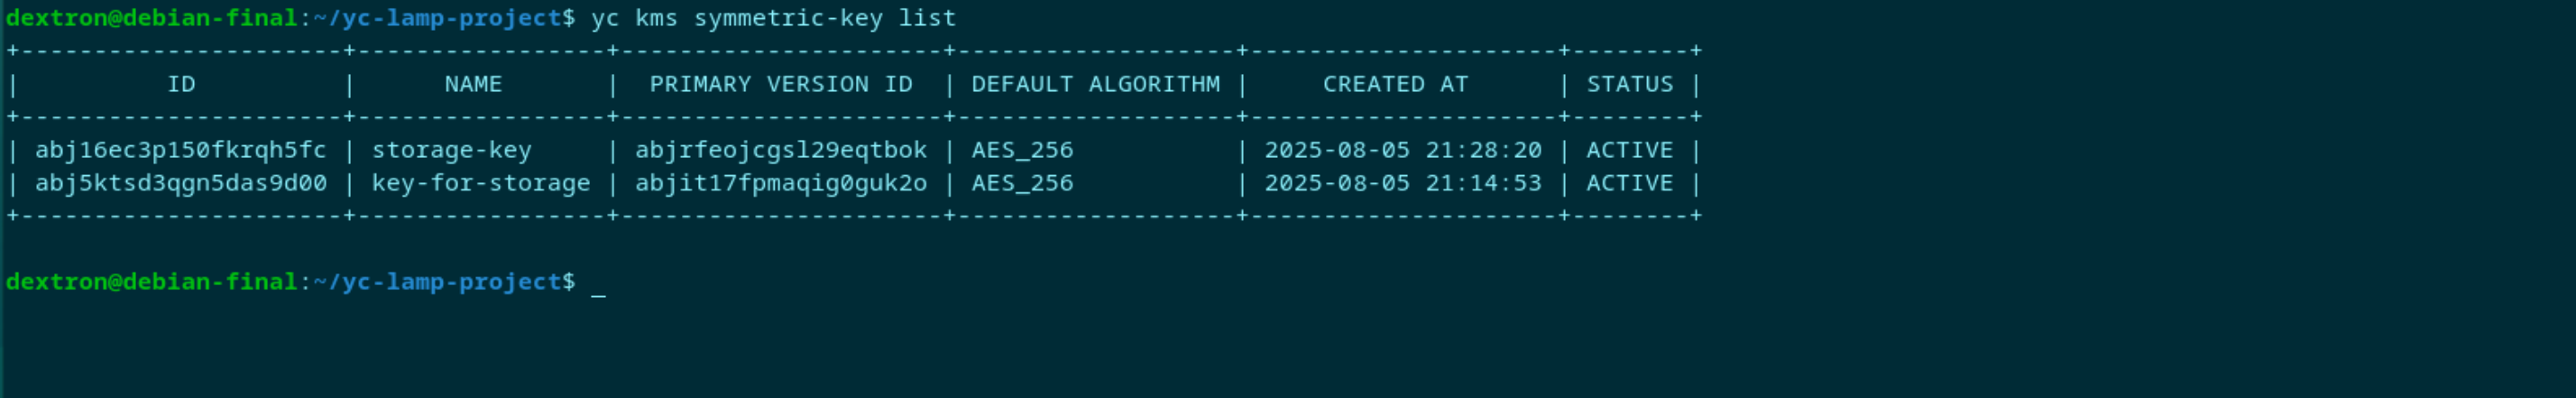 dextron@debian-final:~/yc-lamp-project$ yc kms symmetric-key list
+----------------------+-----------------+----------------------+-------------------+---------------------+--------+
|          ID          |      NAME       |  PRIMARY VERSION ID  | DEFAULT ALGORITHM |     CREATED AT      | STATUS |
+----------------------+-----------------+----------------------+-------------------+---------------------+--------+
| abj16ec3p150fkrqh5fc | storage-key     | abjrfeojcgsl29eqtbok | AES_256           | 2025-08-05 21:28:20 | ACTIVE |
| abj5ktsd3qgn5das9d00 | key-for-storage | abjit17fpmaqig0guk2o | AES_256           | 2025-08-05 21:14:53 | ACTIVE |
+----------------------+-----------------+----------------------+-------------------+---------------------+--------+
dextron@debian-final:~/yc-lamp-project$ _